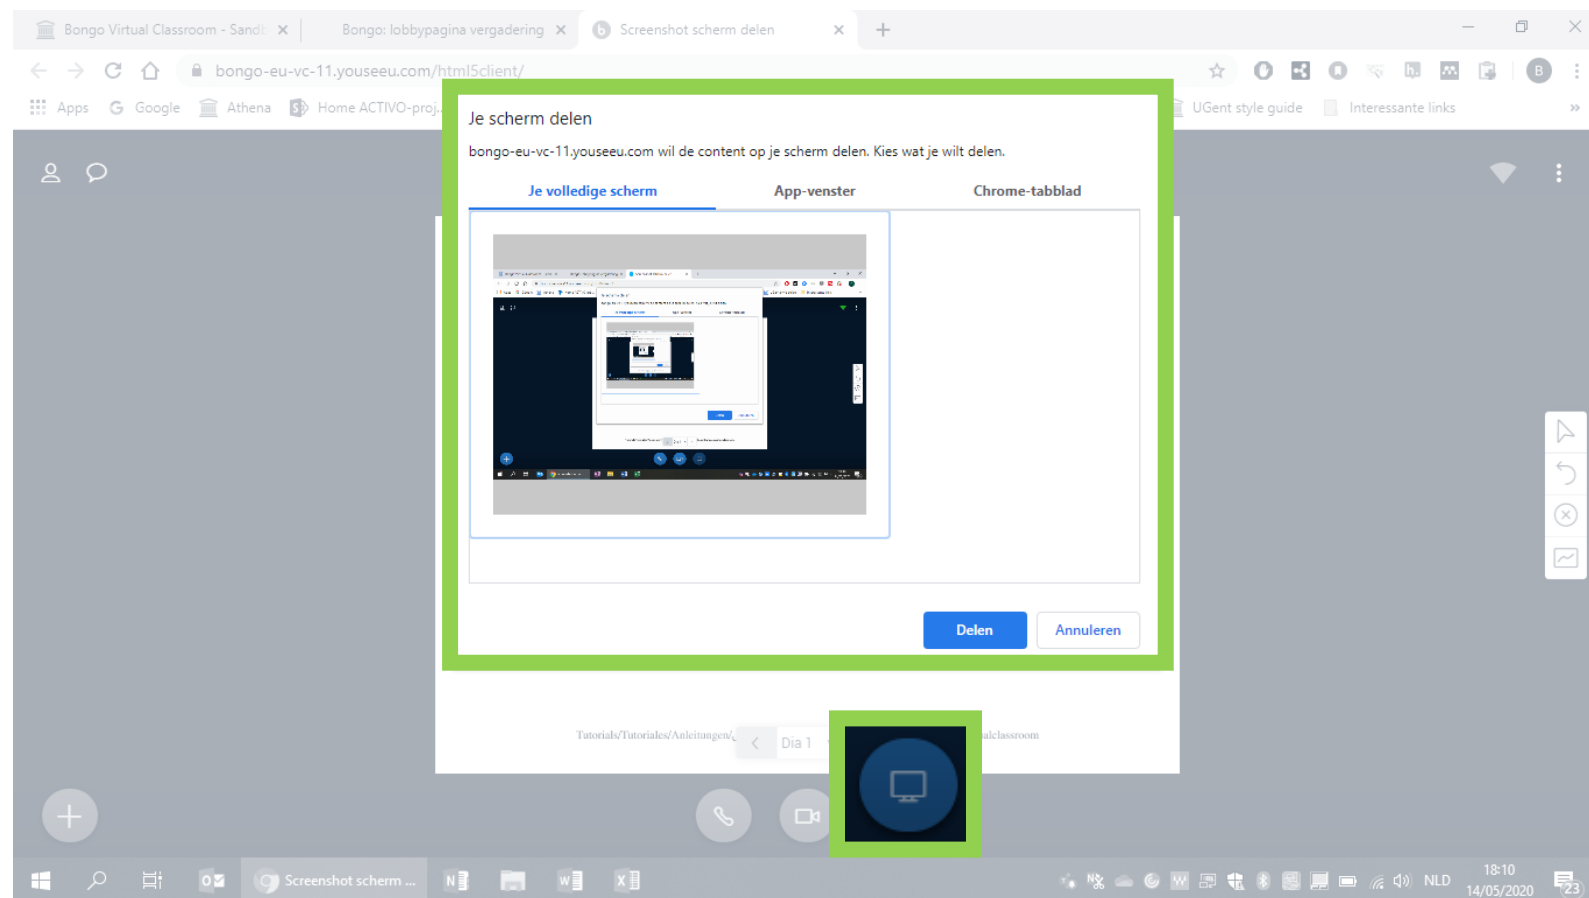 Bongo Virtual Classroom - Sandb
Bongo: lobbypagina vergadering
Screenshot scherm delen
bongo-eu-vc-11.youseeu.com/html5client/
Apps
Google
Athena
Home ACTIVO-proj...
UGent style guide
Interessante links
Je scherm delen
bongo-eu-vc-11.youseeu.com wil de content op je scherm delen. Kies wat je wilt delen.
Je volledige scherm
App-venster
Chrome-tabblad
Delen
Annuleren
Tutorials/Tutoriales/Anleitungen/
Dia 1
Screenshot scherm ...
NLD
18:10
14/05/2020
23